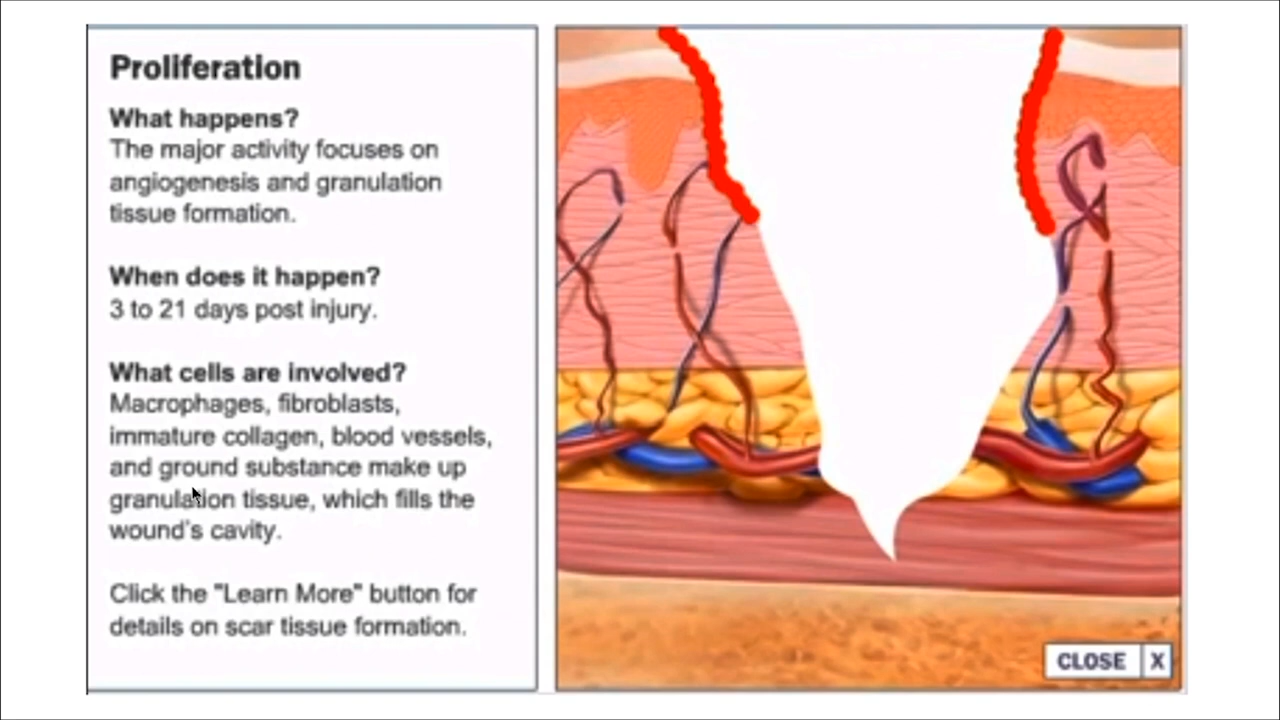 Proliferation
What happens?
The major activity focuses on
angiogenesis and granulation
tissue formation.
When does it happen?
3 to 21 days post injury.
What cells are involved?
Macrophages, fibroblasts,
immature collagen, blood vessels,
and ground substance make up
granulation tissue, which fills the
wound's cavity.
Click the "Learn More" button for
details on scar tissue formation.
CLOSE X